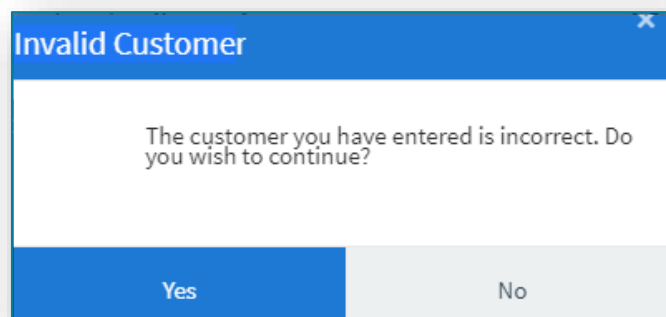 Invalid Customer
The customer you have entered is incorrect. Do
you wish to continue?
Yes
No